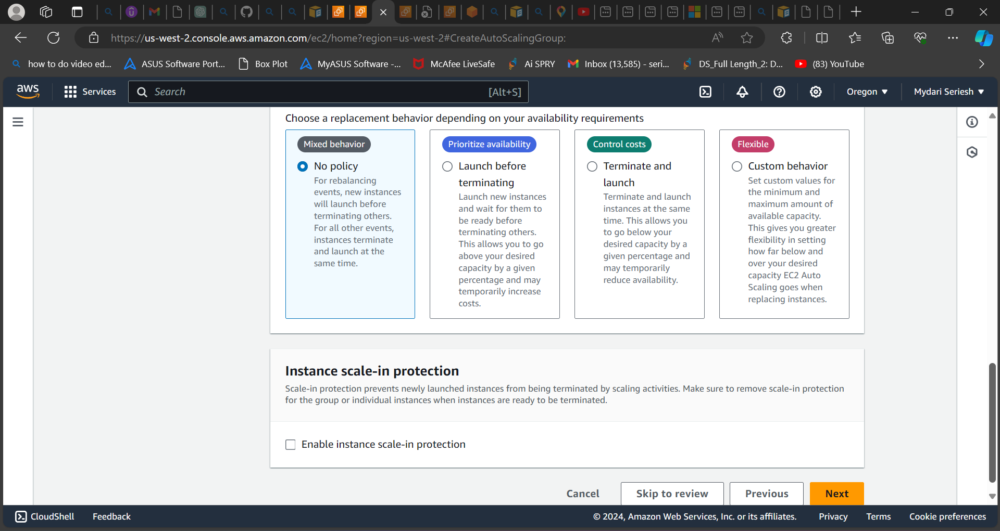 https://us-west-2.console.aws.amazon.com/ec2/home?region=us-west-2#CreateAutoScalingGroup:
how to do video ed...
ASUS Software Port...
Box Plot
MyASUS Software -...
McAfee LiveSafe
Ai SPRY
Inbox (13,585) - seri...
DS_Full Length_2: D...
(83) YouTube
aws
Services
Search
[Alt+S]
Oregon
Mydari Seriesh
Choose a replacement behavior depending on your availability requirements
Mixed behavior
No policy
For rebalancing
events, new instances
will launch before
terminating others.
For all other events,
instances terminate
and launch at the
same time.
Prioritize availability
Launch before
terminating
Launch new instances
and wait for them to
be ready before
terminating others.
This allows you to go
above your desired
capacity by a given
percentage and may
temporarily increase
costs.
Control costs
Terminate and
launch
Terminate and launch
instances at the same
time. This allows you
to go below your
desired capacity by a
given percentage and
may temporarily
reduce availability.
Flexible
Custom behavior
Set custom values for
the minimum and
maximum amount of
available capacity.
This gives you greater
flexibility in setting
how far below and
over your desired
capacity EC2 Auto
Scaling goes when
replacing instances.
Instance scale-in protection
Scale-in protection prevents newly launched instances from being terminated by scaling activities. Make sure to remove scale-in protection
for the group or individual instances when instances are ready to be terminated.
Enable instance scale-in protection
Cancel
Skip to review
Previous
Next
CloudShell
Feedback
© 2024, Amazon Web Services, Inc. or its affiliates.
Privacy
Terms
Cookie preferences